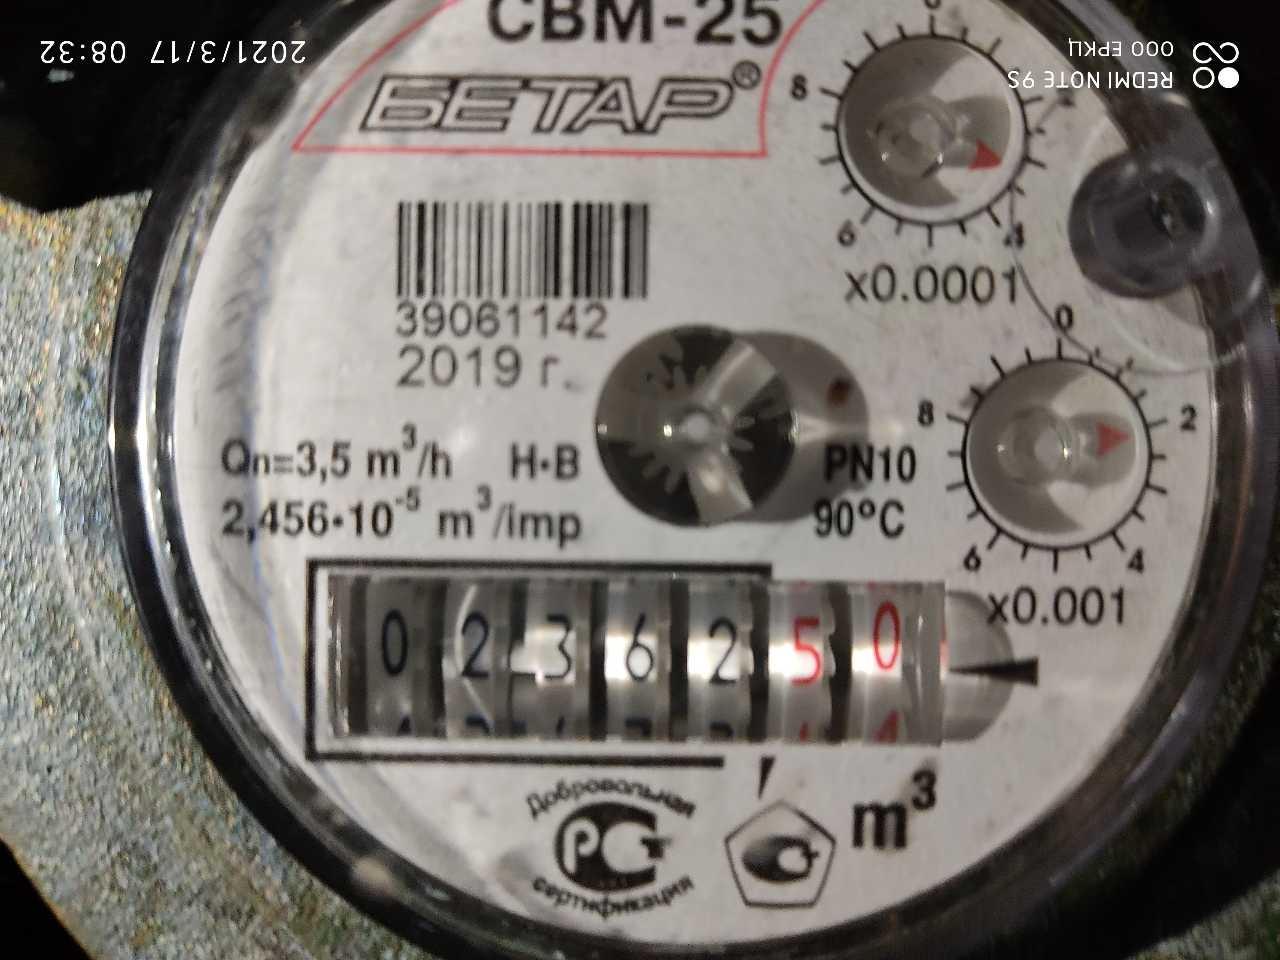 СВМ-25
БЕТАР®
39061142
2019 г.
Qn=3,5 m³/h H·B
2,456·10⁻⁵ m³/imp
PN10
90°C
8
6
4
x0.0001
0
2
4
6
8
x0.001
0 2 3 6 2 5 0
m³
Добровольная
РСТ
сертификация
2021/3/17 08:32
REDMI NOTE 9S
ООО ЕРКЦ